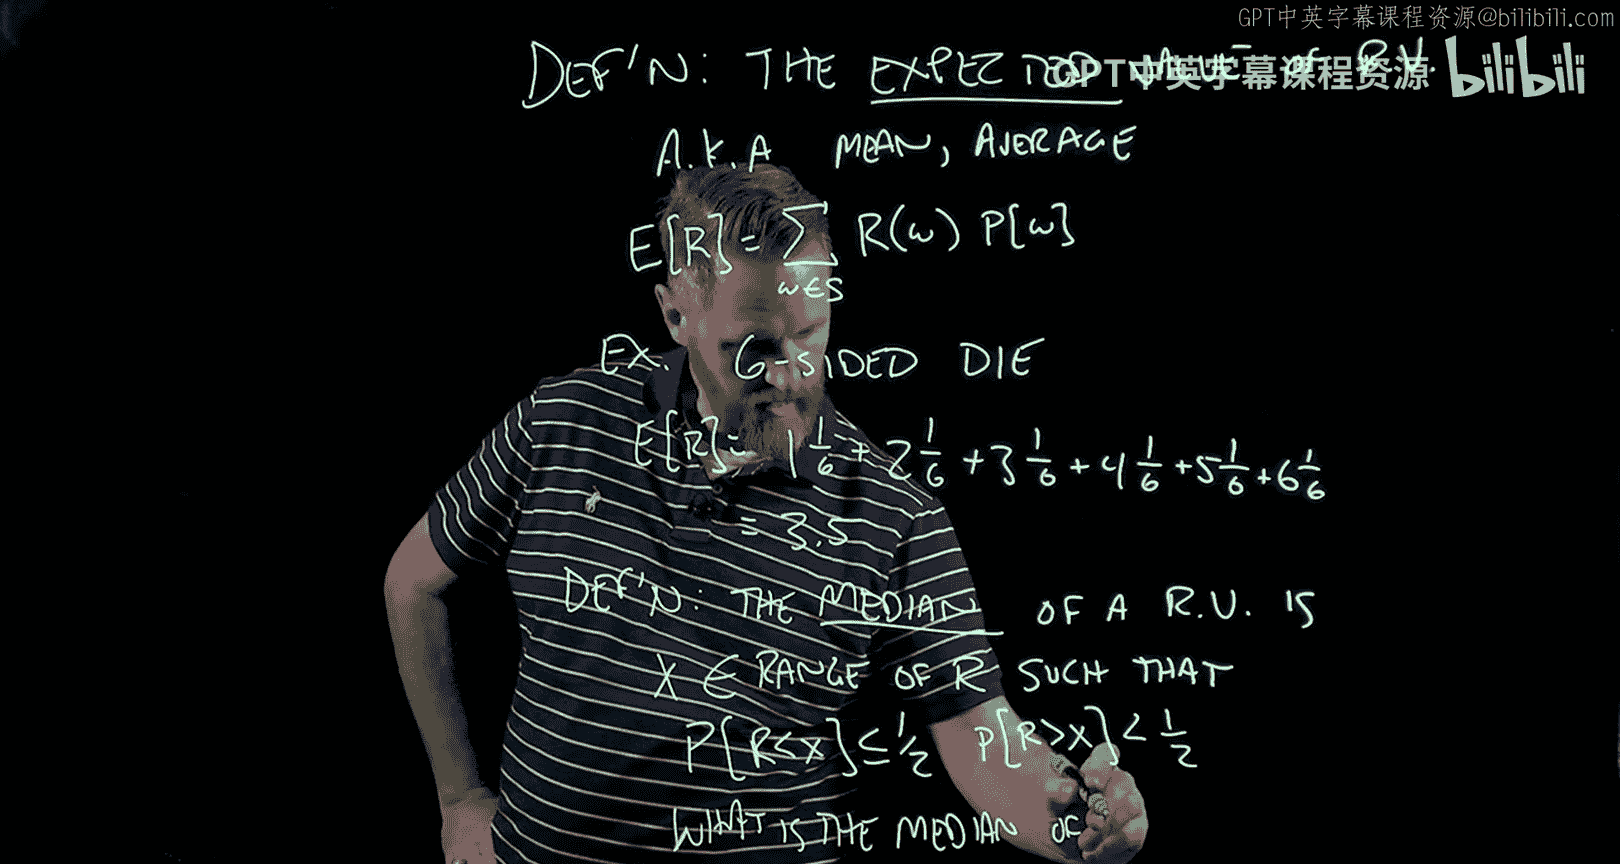 GPT中英字幕课程资源@bilibili.com
DEF'N: THE EXPECTED VALUE OF R.V.
GPT中英字幕课程资源 bilibili
A.K.A MEAN, AVERAGE
E[R] = ∑ R(ω) P[ω]
ω∈S
EX. 6-SIDED DIE
E[R] = 1 1/6 + 2 1/6 + 3 1/6 + 4 1/6 + 5 1/6 + 6 1/6
= 3.5
DEF'N: THE MEDIAN OF A R.V. IS
X ∈ RANGE OF R SUCH THAT
P[R<X] ≤ 1/2 P[R>X] < 1/2
WHAT IS THE MEDIAN OF